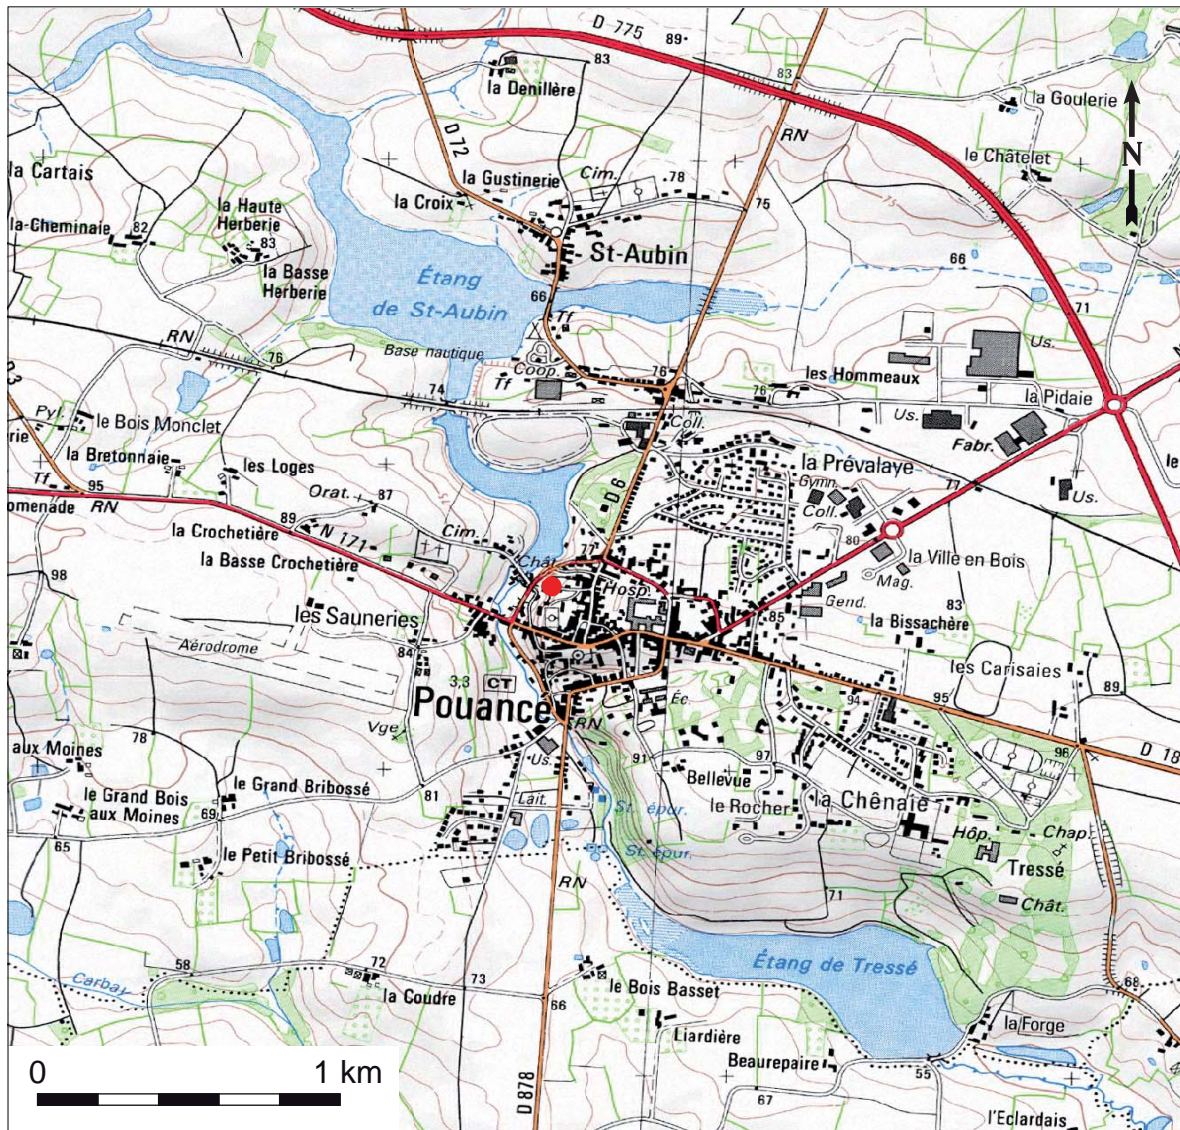 D 775
89
83
la Denillère
83
la Goulerie
RN
N
D 72
le Châtelet
la Cartais
la Gustinerie
Cim.
78
la Croix
la Haute
Herberie
75
75
la Cheminaie
82
83
St-Aubin
la Basse
Herberie
Étang
de St-Aubin
66
66
71
RN
Tf
Us.
Base nautique
76
Coop.
76
les Hommeaux
D 3
74
Tf
76
la Pidaie
Pyl.
le Bois Monclet
Coll.
Us.
Fabr.
erie
la Bretonnaie
les Loges
la Prévalaye
le
Tf
95
Orat.
87
51
D 6
Gymn.
77
Us.
omenade
RN
Coll.
la Crochetière
89
N 171
Cim.
77
80
la Basse Crochetière
Chât.
la Ville en Bois
98
Hosp.
Mag.
les Sauneries
Gend.
83
85
la Bissachère
Aérodrome
84
les Carisaies
3,3
CT
89
Pouancé
Éc.
94
95
RN
Vge
96
D 18
aux Moines
78
Us.
91
97
le Grand Bribossé
Bellevue
le Grand Bois
aux Moines
81
Lait.
St. épur.
le Rocher
la Chênaie
69
Hôp.
Chap.
65
le Petit Bribossé
St. épur.
Tressé
RN
71
Chât.
58
72
Étang de Tressé
Carbay
73
68
la Coudre
66
le Bois Basset
la Forge
Liardière
Beaurepaire
55
0
1 km
D 878
67
l'Eclardais